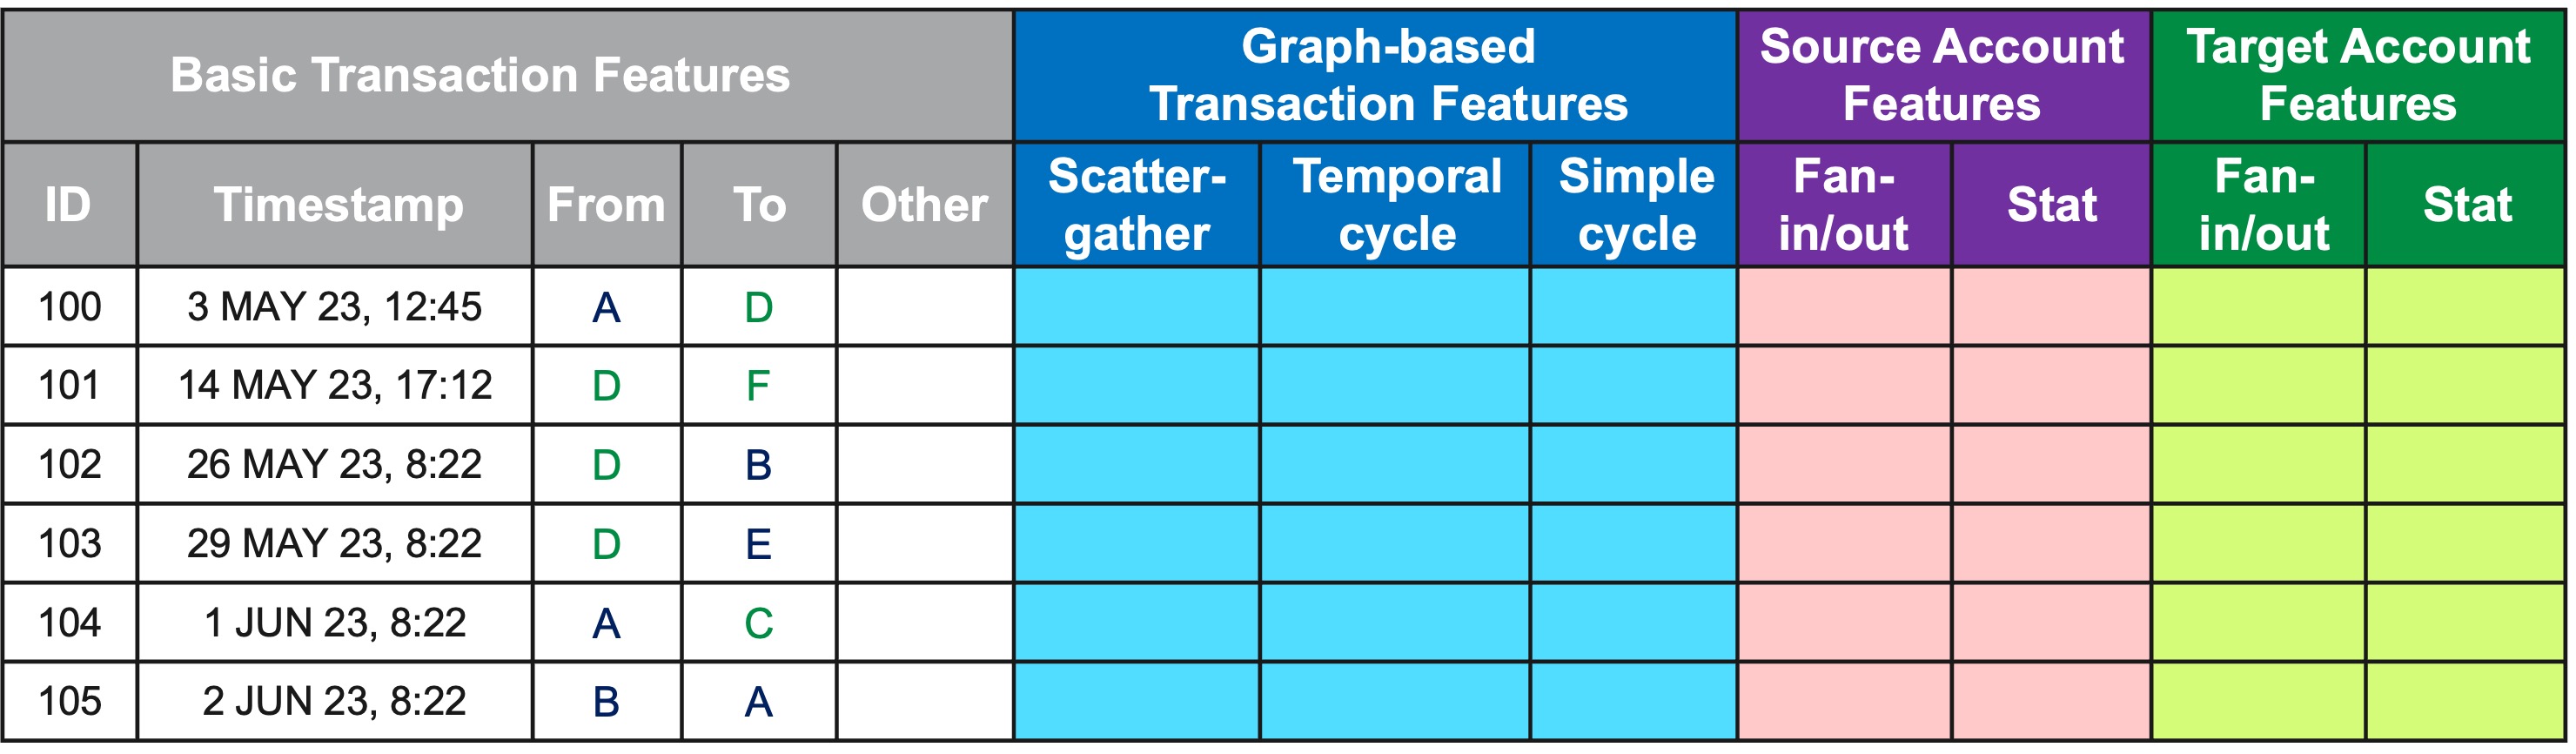 Basic Transaction Features
Graph-based
Transaction Features
Source Account
Features
Target Account
Features
ID
Timestamp
From
To
Other
Scatter-
gather
Temporal
cycle
Simple
cycle
Fan-
in/out
Stat
Fan-
in/out
Stat
100 3 MAY 23, 12:45 A D
101 14 MAY 23, 17:12 D F
102 26 MAY 23, 8:22 D B
103 29 MAY 23, 8:22 D E
104 1 JUN 23, 8:22 A C
105 2 JUN 23, 8:22 B A